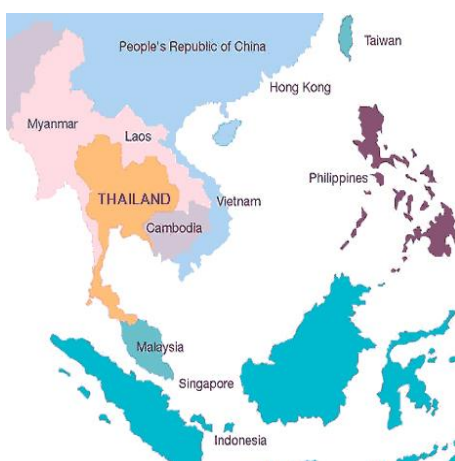 People's Republic of China
Taiwan
Hong Kong
Myanmar
Laos
Philippines
THAILAND
Vietnam
Cambodia
Malaysia
Singapore
Indonesia